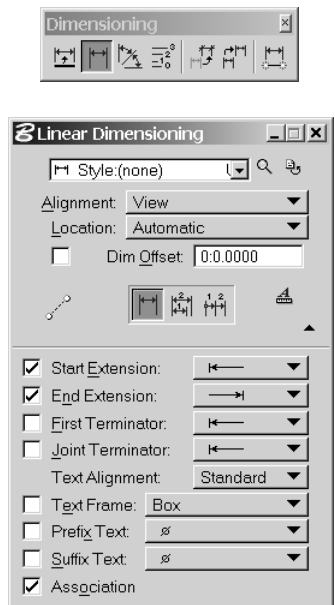 Dimensioning
Linear Dimensioning
Style:(none)
Alignment: View
Location: Automatic
Dim Offset: 0:0.0000
Start Extension:
End Extension:
First Terminator:
Joint Terminator:
Text Alignment: Standard
Text Frame: Box
Prefix Text: ø
Suffix Text: ø
Association